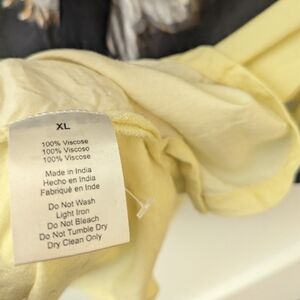 XL
100% Viscose
100% Viscoso
100% Viscose
Made in India
Hecho en India
Fabriqué en Inde
Do Not Wash
Light Iron
Do Not Bleach
Do Not Tumble Dry
Dry Clean Only